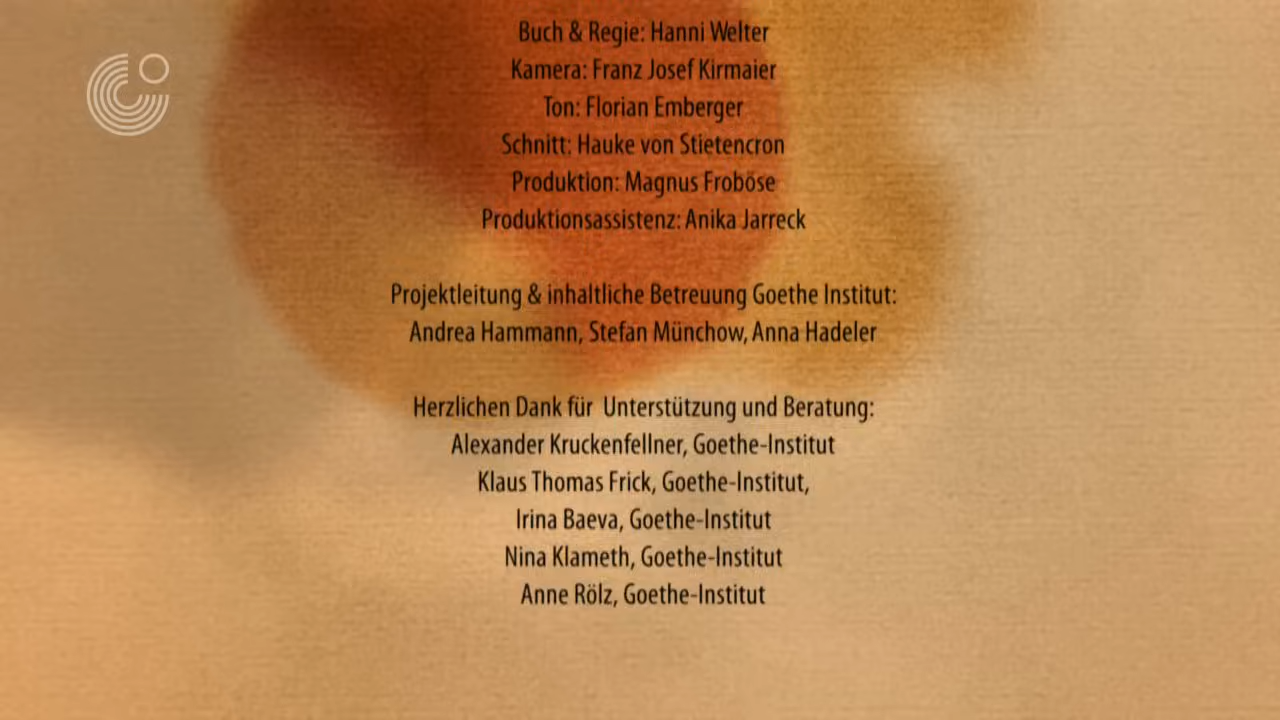 Buch & Regie: Hanni Welter
Kamera: Franz Josef Kirmaier
Ton: Florian Emberger
Schnitt: Hauke von Stietencron
Produktion: Magnus Froböse
Produktionsassistenz: Anika Jarreck
Projektleitung & inhaltliche Betreuung Goethe Institut:
Andrea Hammann, Stefan Münchow, Anna Hadeler
Herzlichen Dank für Unterstützung und Beratung:
Alexander Kruckenfellner, Goethe-Institut
Klaus Thomas Frick, Goethe-Institut,
Irina Baeva, Goethe-Institut
Nina Klameth, Goethe-Institut
Anne Rölz, Goethe-Institut